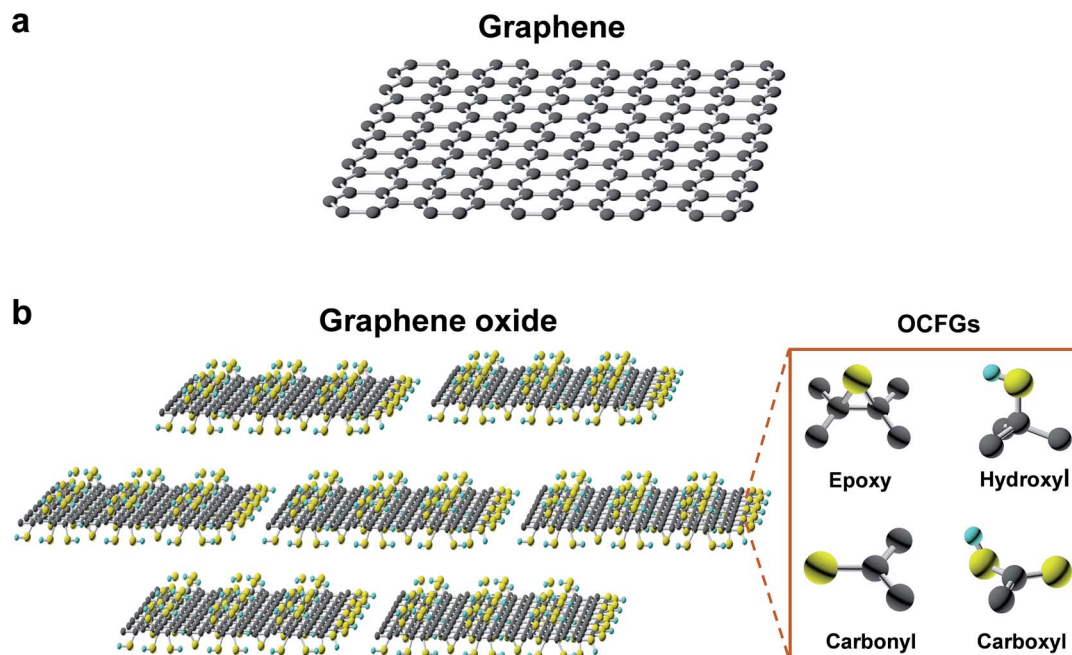 a
Graphene
b
Graphene oxide
OCFGs
Epoxy
Hydroxyl
Carbonyl
Carboxyl